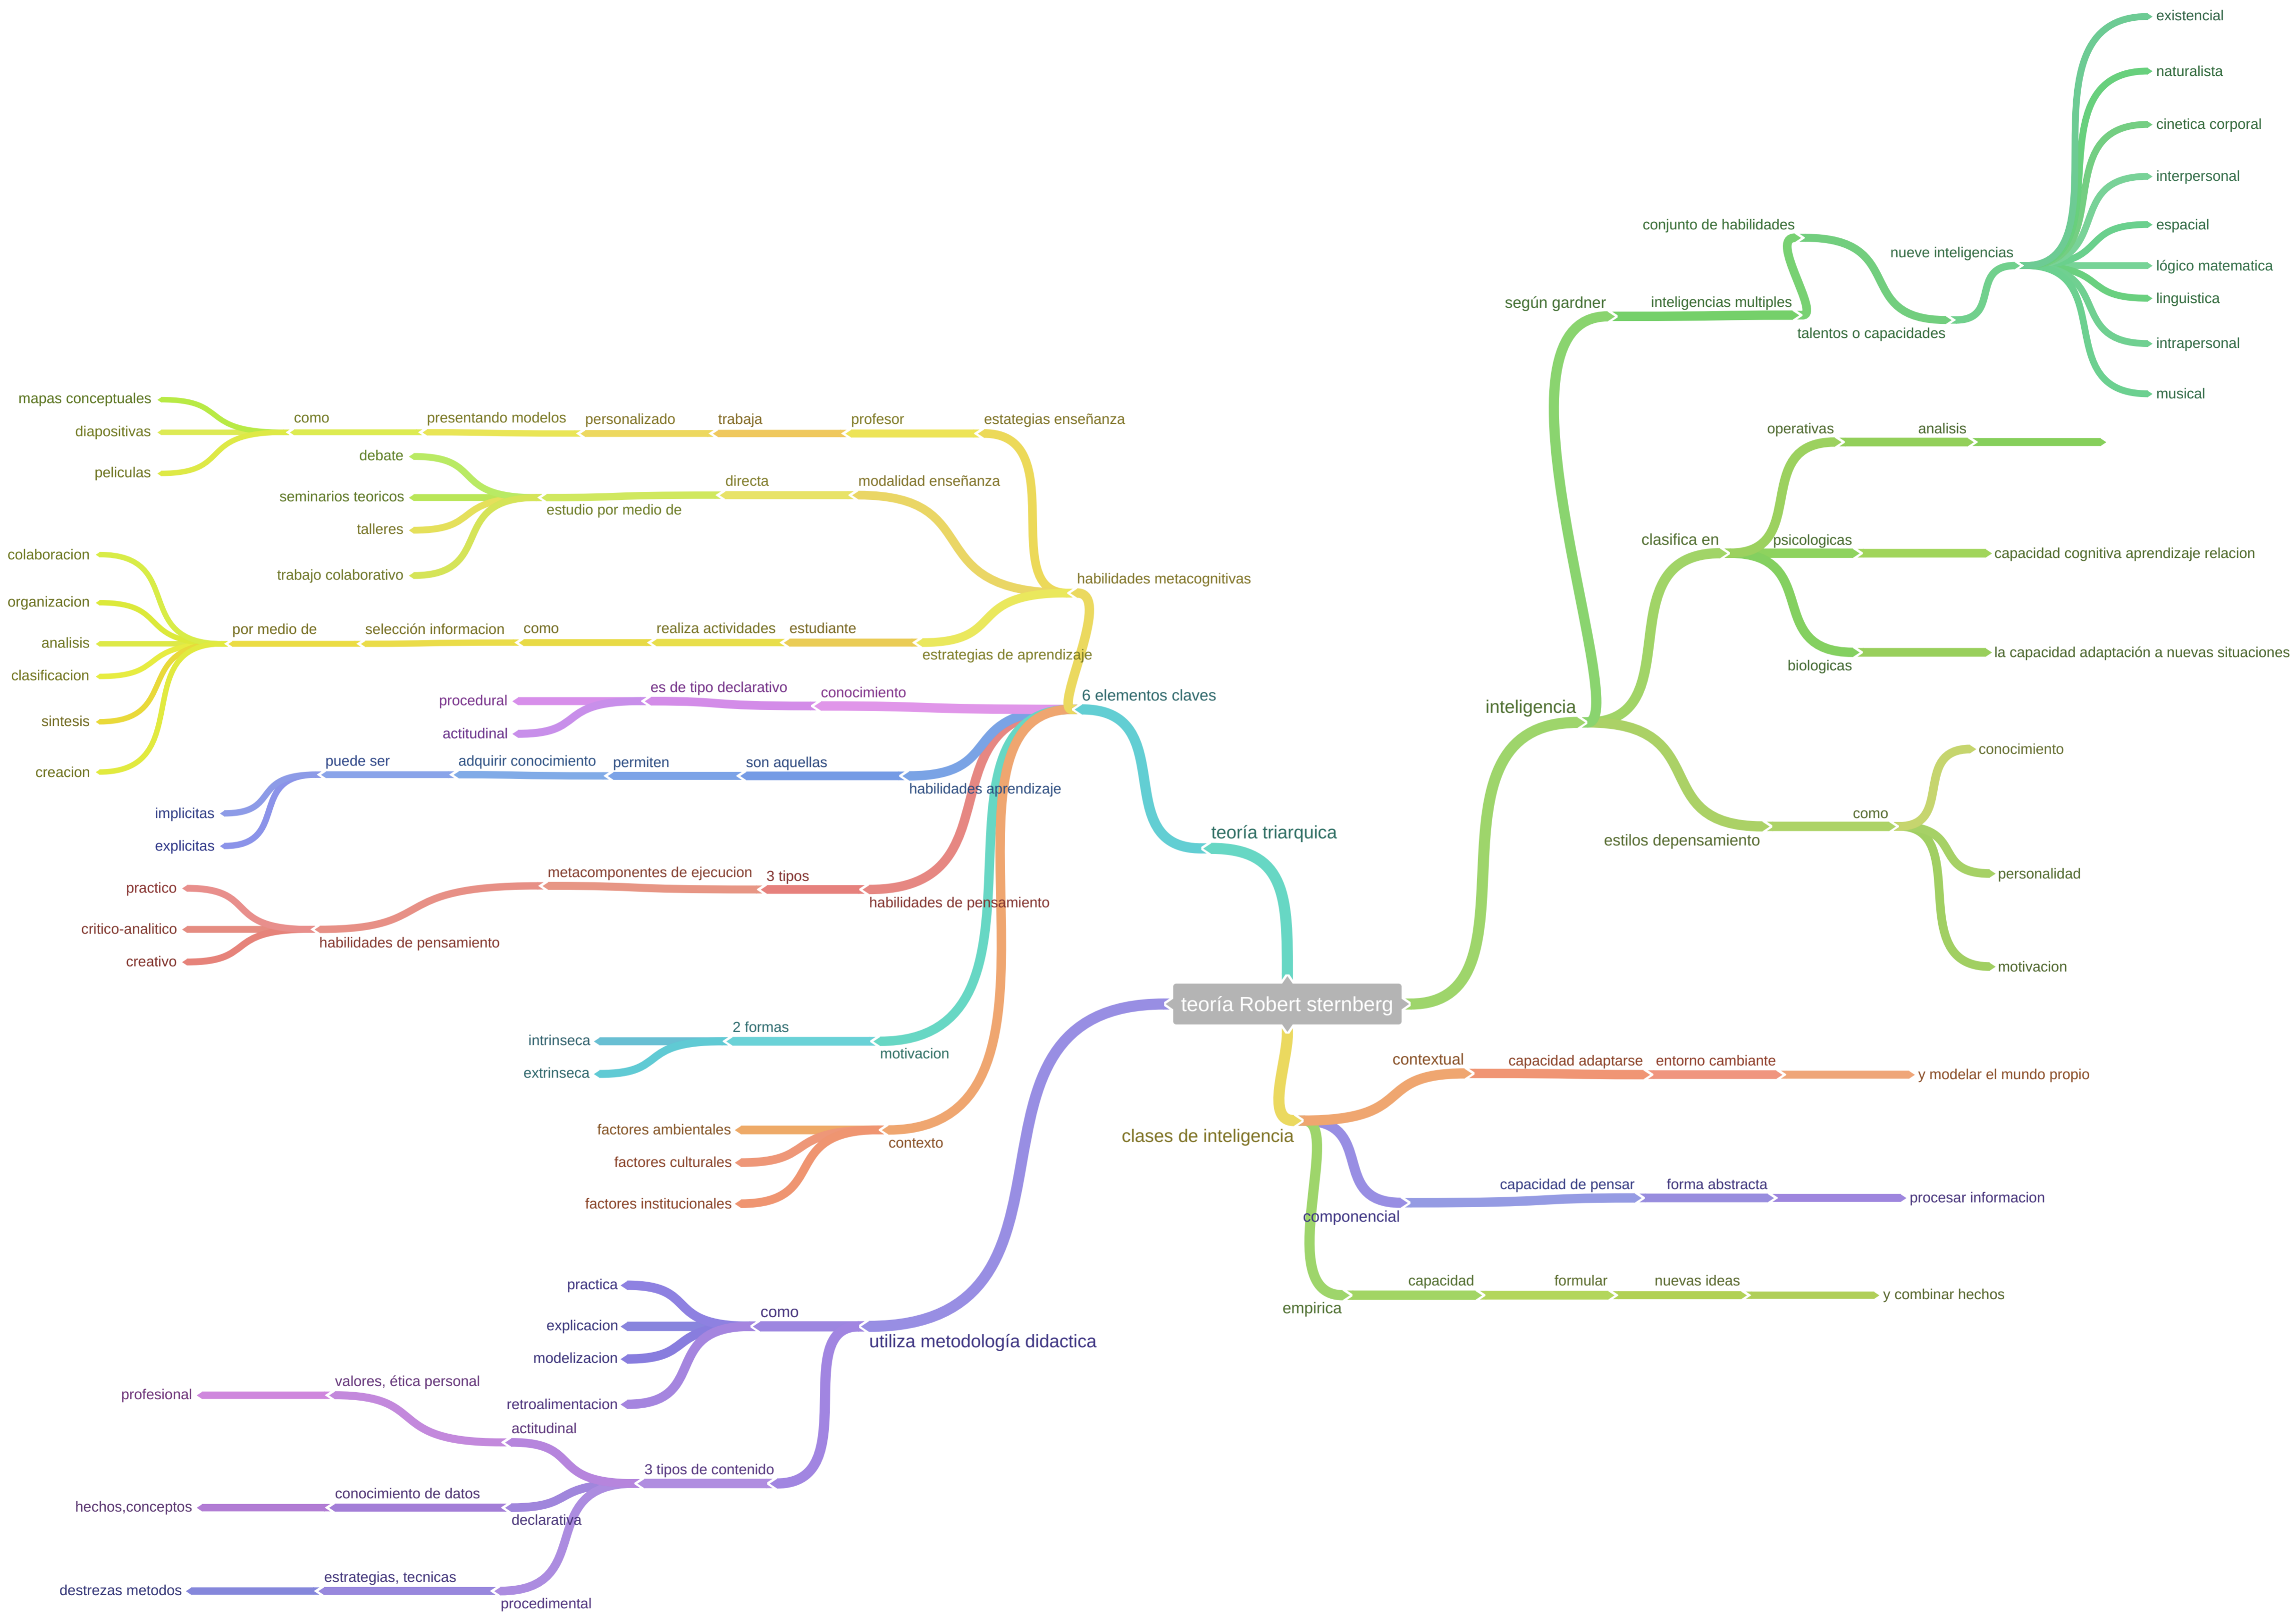 teoría Robert sternberg
teoría triarquica
6 elementos claves
habilidades metacognitivas
estategias enseñanza
profesor
trabaja
personalizado
presentando modelos
como
mapas conceptuales
diapositivas
peliculas
modalidad enseñanza
directa
estudio por medio de
debate
seminarios teoricos
talleres
trabajo colaborativo
estrategias de aprendizaje
estudiante
realiza actividades
como
selección informacion
por medio de
colaboracion
organizacion
analisis
clasificacion
sintesis
creacion
conocimiento
es de tipo declarativo
procedural
actitudinal
habilidades aprendizaje
son aquellas
permiten
adquirir conocimiento
puede ser
implicitas
explicitas
habilidades de pensamiento
3 tipos
metacomponentes de ejecucion
habilidades de pensamiento
practico
critico-analitico
creativo
motivacion
2 formas
intrinseca
extrinseca
contexto
factores ambientales
factores culturales
factores institucionales
utiliza metodología didactica
como
practica
explicacion
modelizacion
retroalimentacion
3 tipos de contenido
actitudinal
valores, ética personal
profesional
declarativa
conocimiento de datos
hechos,conceptos
procedimental
estrategias, tecnicas
destrezas metodos
inteligencia
según gardner
inteligencias multiples
conjunto de habilidades
talentos o capacidades
nueve inteligencias
existencial
naturalista
cinetica corporal
interpersonal
espacial
lógico matematica
linguistica
intrapersonal
musical
clasifica en
operativas
analisis
psicologicas
capacidad cognitiva aprendizaje relacion
biologicas
la capacidad adaptación a nuevas situaciones
estilos depensamiento
como
conocimiento
personalidad
motivacion
clases de inteligencia
contextual
capacidad adaptarse
entorno cambiante
y modelar el mundo propio
componencial
capacidad de pensar
forma abstracta
procesar informacion
empirica
capacidad
formular
nuevas ideas
y combinar hechos